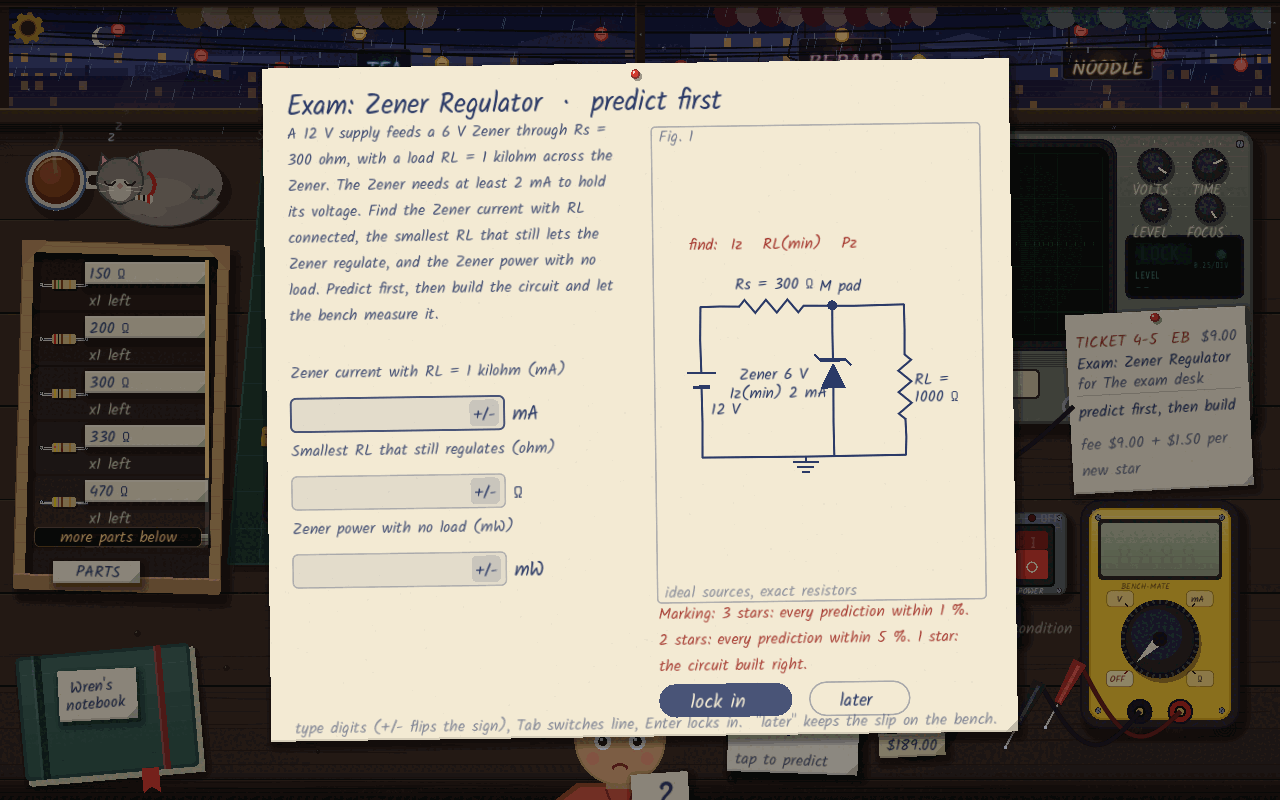 TEA
REPAIR
NOODLE
Exam: Zener Regulator · predict first
A 12 V supply feeds a 6 V Zener through Rs =
300 ohm, with a load RL = 1 kilohm across the
Zener. The Zener needs at least 2 mA to hold
its voltage. Find the Zener current with RL
connected, the smallest RL that still lets the
Zener regulate, and the Zener power with no
load. Predict first, then build the circuit and let
the bench measure it.
Zener current with RL = 1 kilohm (mA)
+/- mA
Smallest RL that still regulates (ohm)
+/- Ω
Zener power with no load (mW)
+/- mW
Fig. 1
find: Iz RL(min) Pz
Rs = 300 Ω M pad
Zener 6 V
Iz(min) 2 mA
12 V
RL =
1000 Ω
ideal sources, exact resistors
Marking: 3 stars: every prediction within 1 %.
2 stars: every prediction within 5 %. 1 star:
the circuit built right.
lock in
later
type digits (+/- flips the sign), Tab switches line, Enter locks in. "later" keeps the slip on the bench.
z
z
150 Ω
x1 left
200 Ω
x1 left
300 Ω
x1 left
330 Ω
x1 left
470 Ω
x1 left
more parts below
PARTS
Wren's
notebook
VOLTS
TIME
LEVEL
FOCUS
LOCK
LEVEL
--
TICKET 4-5 EB $9.00
Exam: Zener Regulator
for The exam desk
predict first, then build
fee $9.00 + $1.50 per
new star
OFF
POWER
ondition
BENCH-MATE
V
mA
OFF
Ω
?
tap to predict
$189.00